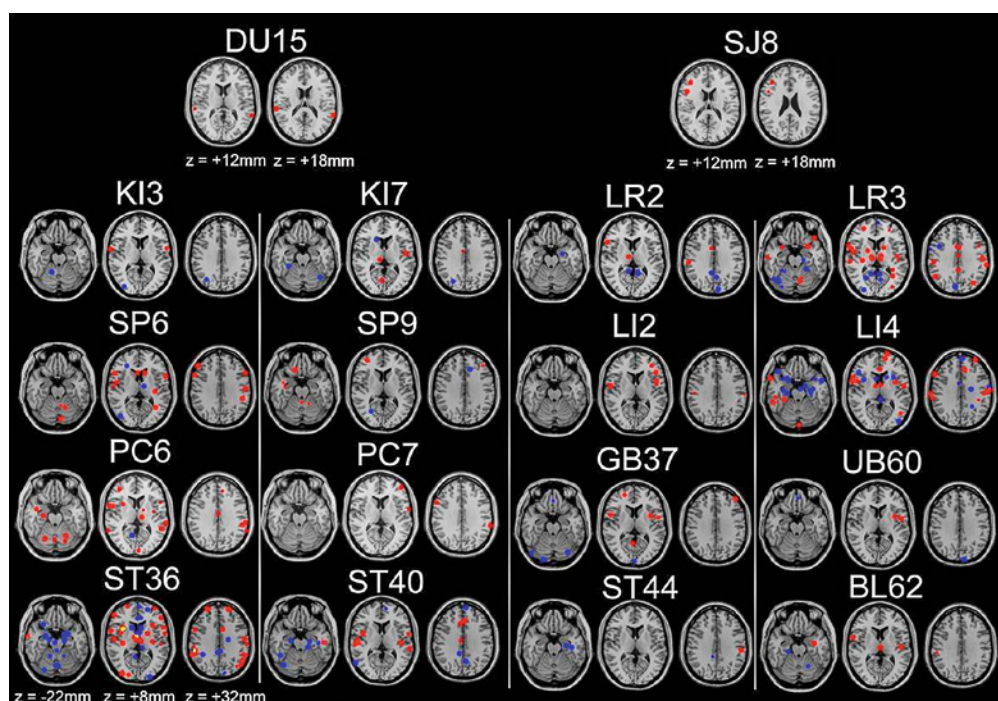 DU15 SJ8
z = +12mm z = +18mm z = +12mm z = +18mm
KI3 KI7 LR2 LR3
SP6 SP9 LI2 LI4
PC6 PC7 GB37 UB60
ST36 ST40 ST44 BL62
z = -22mm z = +8mm z = +32mm